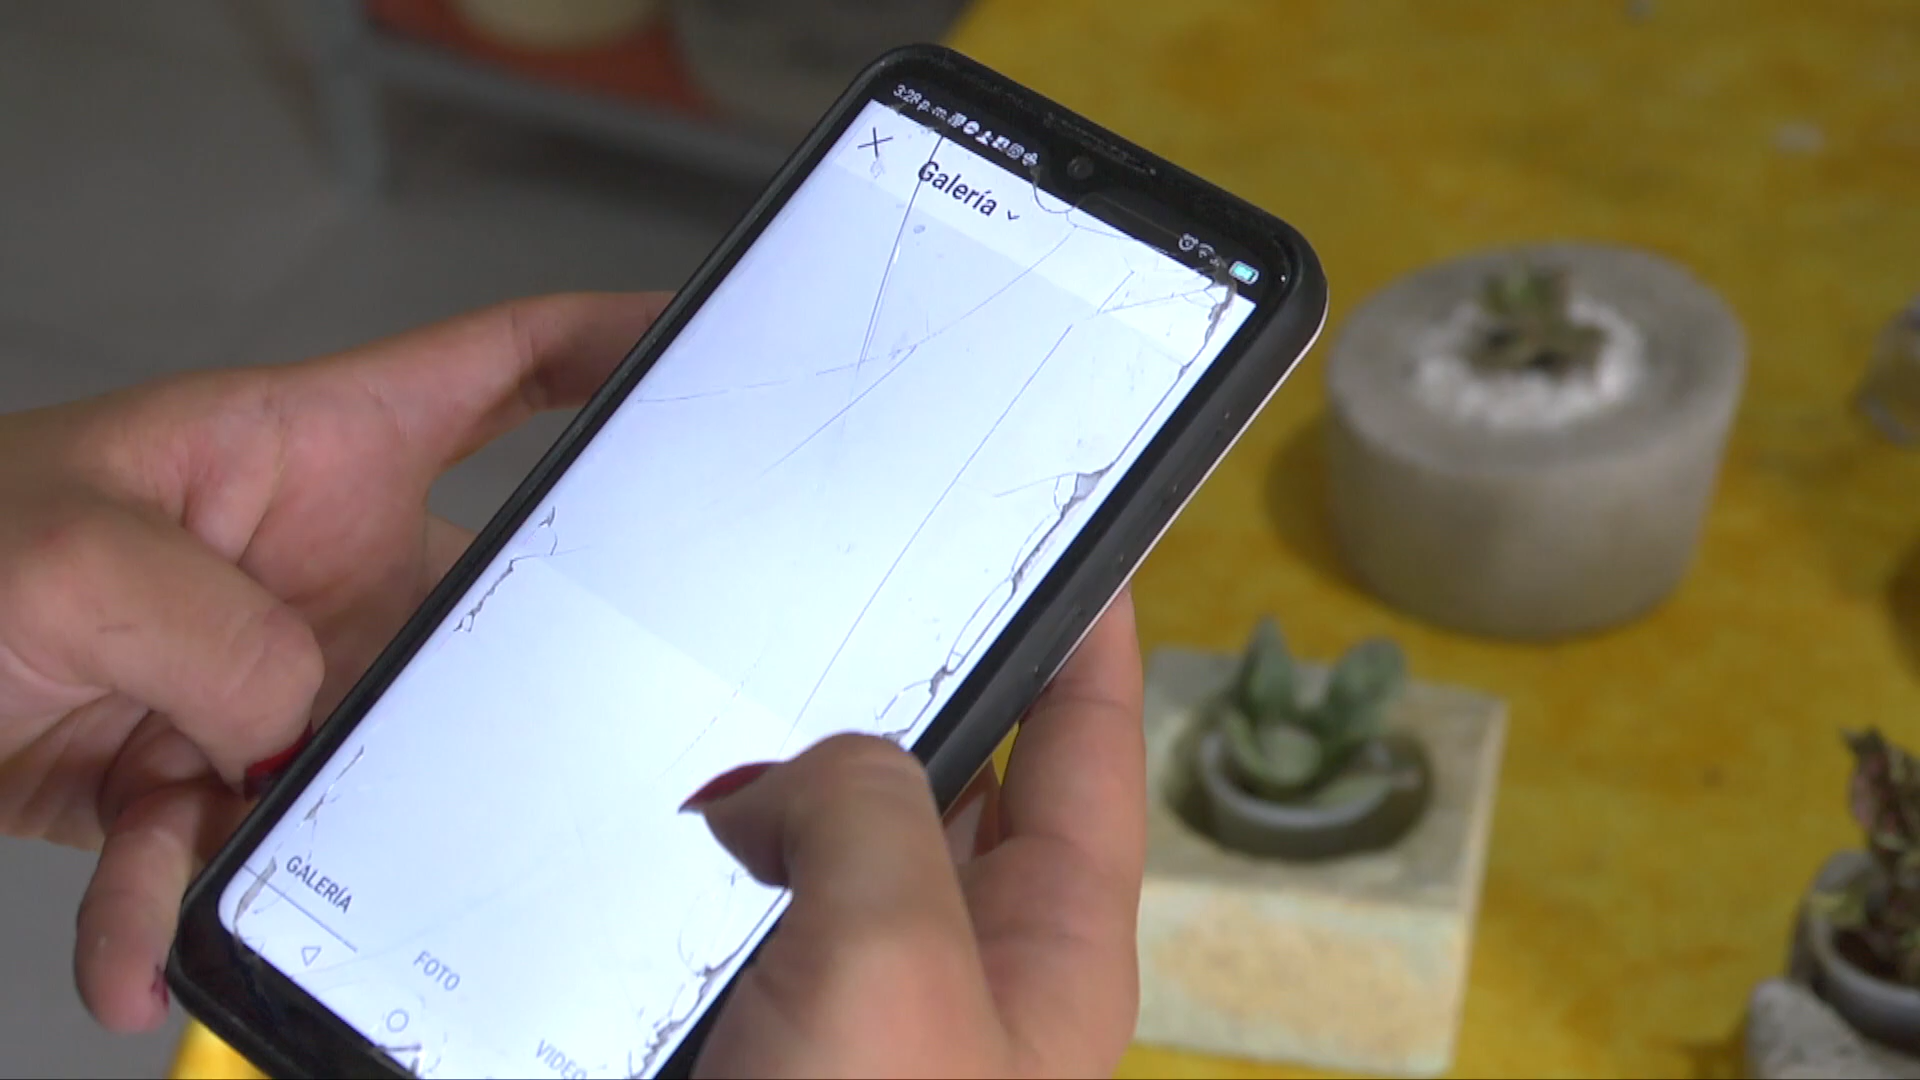 3:28 p. m.
Galería
GALERÍA
FOTO
VIDEO